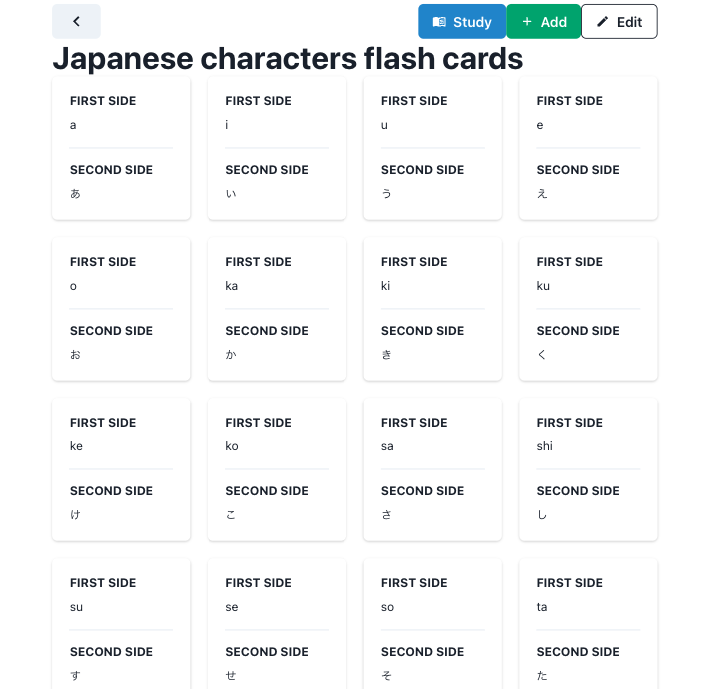 Study
Add
Edit
Japanese characters flash cards
FIRST SIDE
a
SECOND SIDE
あ
FIRST SIDE
i
SECOND SIDE
い
FIRST SIDE
u
SECOND SIDE
う
FIRST SIDE
e
SECOND SIDE
え
FIRST SIDE
o
SECOND SIDE
お
FIRST SIDE
ka
SECOND SIDE
か
FIRST SIDE
ki
SECOND SIDE
き
FIRST SIDE
ku
SECOND SIDE
く
FIRST SIDE
ke
SECOND SIDE
け
FIRST SIDE
ko
SECOND SIDE
こ
FIRST SIDE
sa
SECOND SIDE
さ
FIRST SIDE
shi
SECOND SIDE
し
FIRST SIDE
su
SECOND SIDE
す
FIRST SIDE
se
SECOND SIDE
せ
FIRST SIDE
so
SECOND SIDE
そ
FIRST SIDE
ta
SECOND SIDE
た